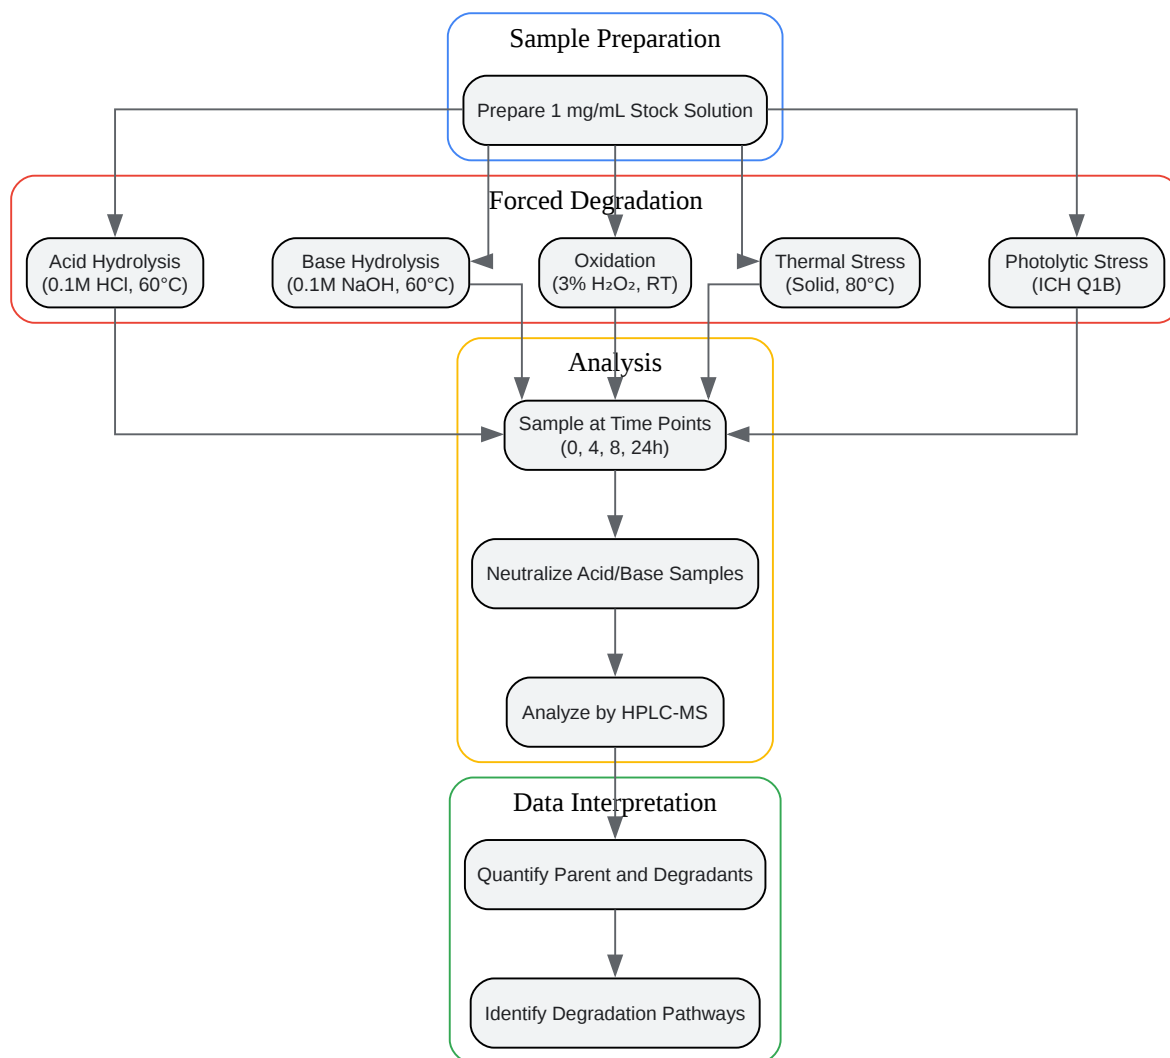 Sample Preparation
Prepare 1 mg/mL Stock Solution
Forced Degradation
Acid Hydrolysis
(0.1M HCl, 60°C)
Base Hydrolysis
(0.1M NaOH, 60°C)
Oxidation
(3% H₂O₂, RT)
Thermal Stress
(Solid, 80°C)
Photolytic Stress
(ICH Q1B)
Analysis
Sample at Time Points
(0, 4, 8, 24h)
Neutralize Acid/Base Samples
Analyze by HPLC-MS
Data Interpretation
Quantify Parent and Degradants
Identify Degradation Pathways